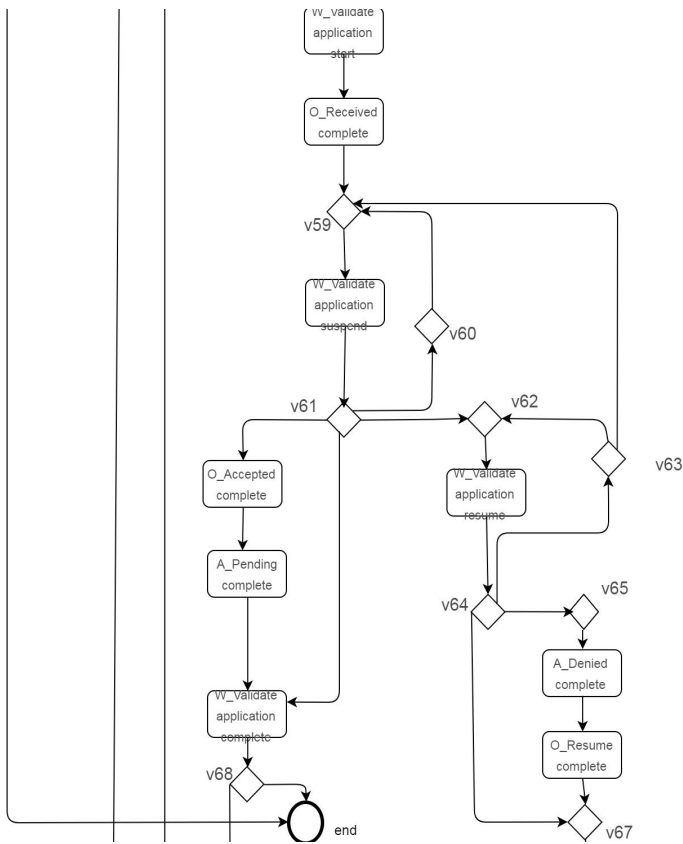 W_Validate
application
start
O_Received
complete
v59
W_Validate
application
suspend
v60
v61
v62
O_Accepted
complete
W_Validate
application
resume
v63
A_Pending
complete
v64
v65
A_Denied
complete
W_Validate
application
complete
O_Resume
complete
v68
end
v67